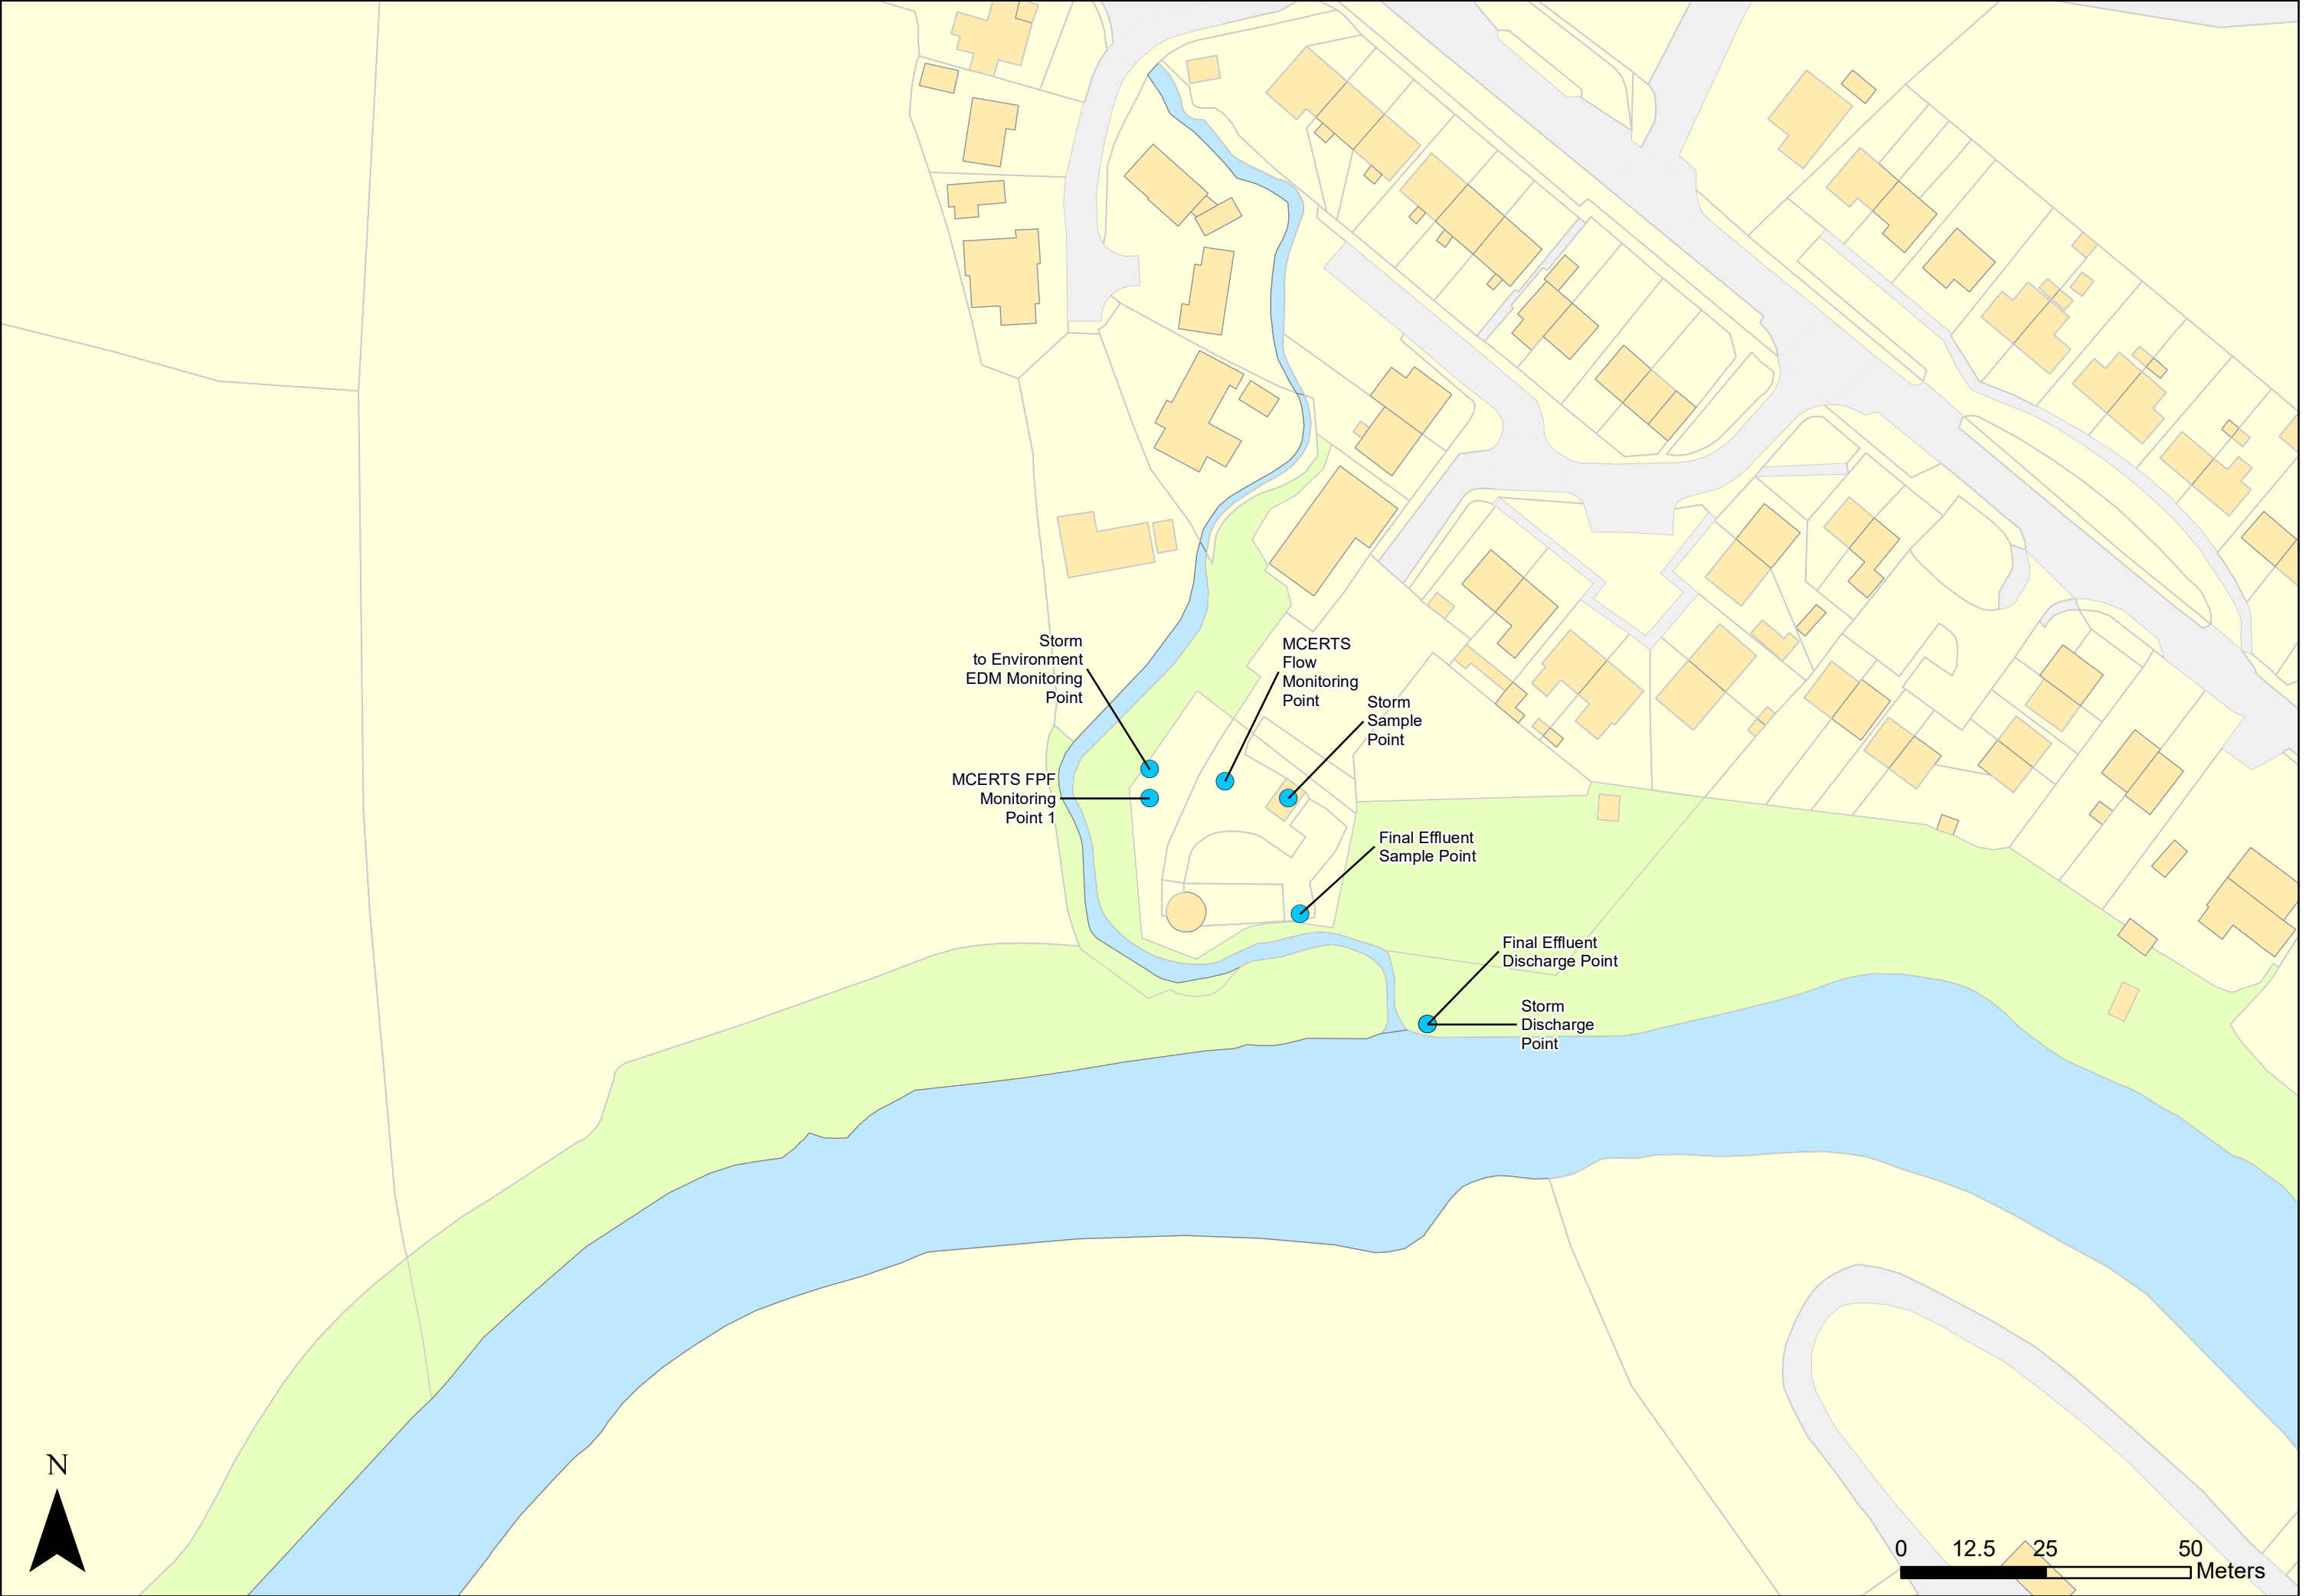 Storm
to Environment
EDM Monitoring
Point
MCERTS
Flow
Monitoring
Point
Storm
Sample
Point
MCERTS FPF
Monitoring
Point 1
Final Effluent
Sample Point
Final Effluent
Discharge Point
Storm
Discharge
Point
N
0 12.5 25 50
Meters